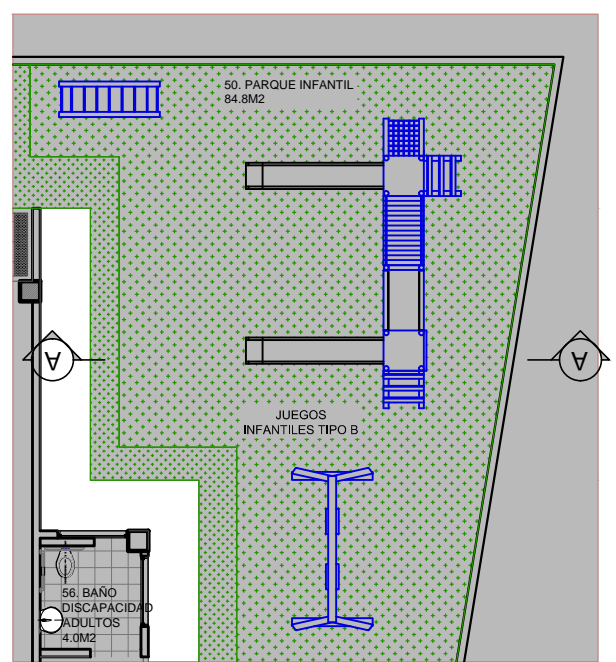 50. PARQUE INFANTIL
84.8M2
A
A
JUEGOS
INFANTILES TIPO B
56. BAÑO
DISCAPACIDAD
ADULTOS
4.0M2